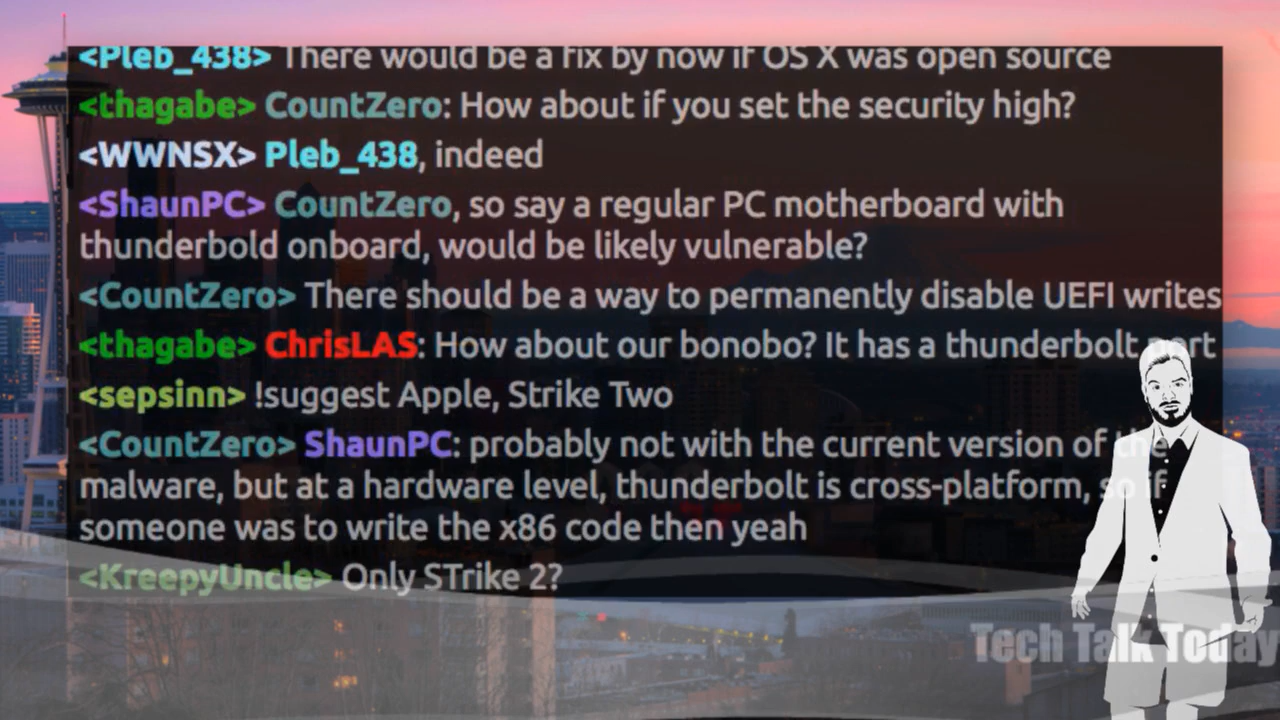 <Pleb_438> There would be a fix by now if OS X was open source
<thagabe> CountZero: How about if you set the security high?
<WWNSX> Pleb_438, indeed
<ShaunPC> CountZero, so say a regular PC motherboard with
thunderbold onboard, would be likely vulnerable?
<CountZero> There should be a way to permanently disable UEFI writes
<thagabe> ChrisLAS: How about our bonobo? It has a thunderbolt port
<sepsinn> !suggest Apple, Strike Two
<CountZero> ShaunPC: probably not with the current version of the
malware, but at a hardware level, thunderbolt is cross-platform, so if
someone was to write the x86 code then yeah
<KreepyUncle> Only STrike 2?
Tech Talk Today